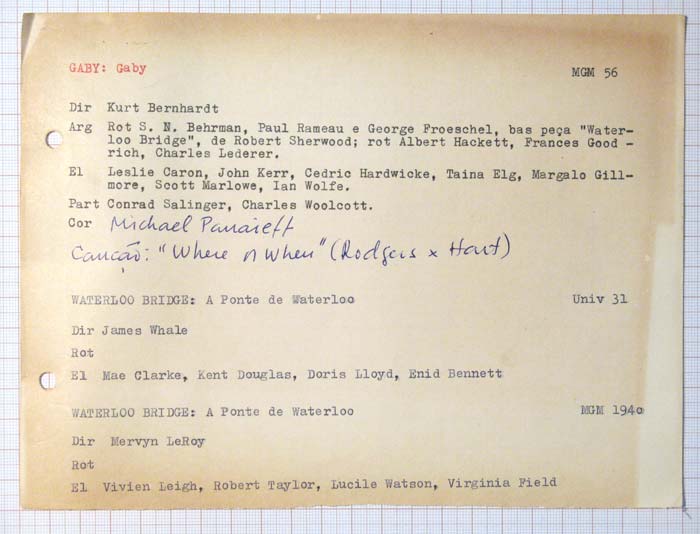 GABY: Gaby MGM 56
Dir Kurt Bernhardt
Arg Rot S. N. Behrman, Paul Rameau e George Froeschel, bas peça "Water-
loo Bridge", de Robert Sherwood; rot Albert Hackett, Frances Good -
rich, Charles Lederer.
El Leslie Caron, John Kerr, Cedric Hardwicke, Taina Elg, Margalo Gill-
more, Scott Marlowe, Ian Wolfe.
Part Conrad Salinger, Charles Woolcott.
Cor Michael Panaieff
Canção: "Where or When" (Rodgers x Hart)
WATERLOO BRIDGE: A Ponte de Waterloo Univ 31
Dir James Whale
Rot
El Mae Clarke, Kent Douglas, Doris Lloyd, Enid Bennett
WATERLOO BRIDGE: A Ponte de Waterloo MGM 1940
Dir Mervyn LeRoy
Rot
El Vivien Leigh, Robert Taylor, Lucile Watson, Virginia Field